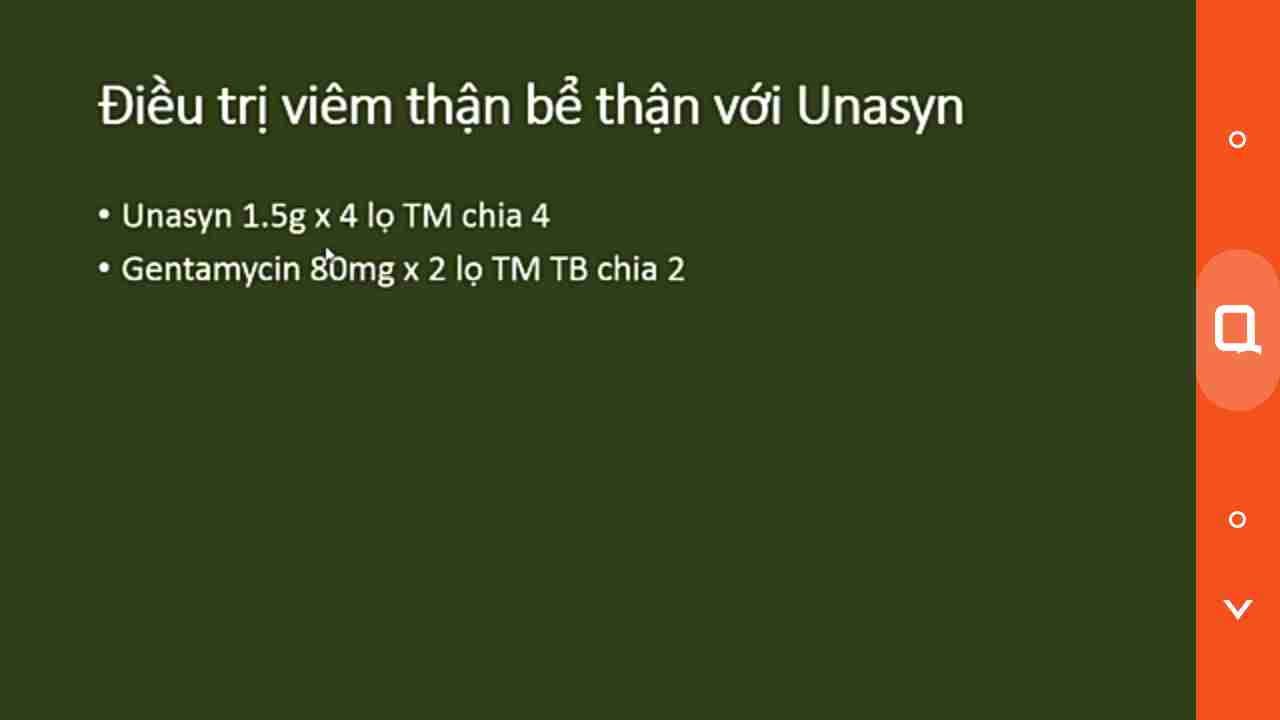 Điều trị viêm thận bể thận với Unasyn
• Unasyn 1.5g x 4 lọ TM chia 4
• Gentamycin 80mg x 2 lọ TM TB chia 2